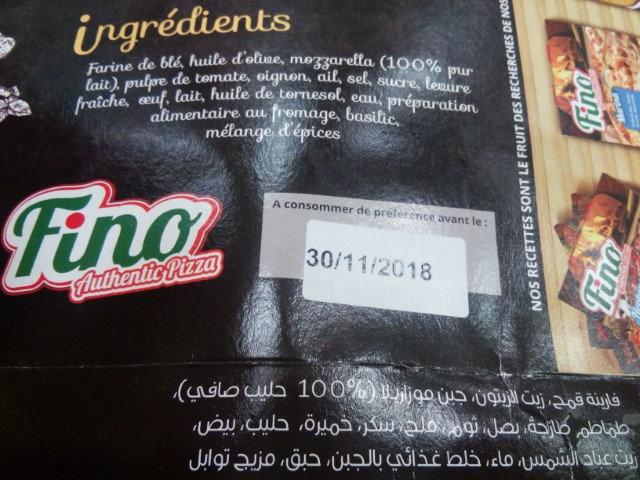 ingrédients
Farine de blé, huile d'olive, mozzarella (100% pur
lait), pulpe de tomate, oignon, ail, sel, sucre, levure
fraîche, œuf, lait, huile de tornesol, eau, préparation
alimentaire au fromage, basilic,
mélange d'épices
Fino
Authentic Pizza
A consommer de preference avant le :
30/11/2018
NOS RECETTES SONT LE FRUIT DES RECHERCHES DE NOS
Fino
Fino
فارينة قمح, زيت الزيتون، جبن موزاريلا (100% حليب صافي)،
طماطم طازجة، بصل، ثوم، ملح، سكر، خميرة، حليب، بيض،
زيت عباد الشمس، ماء، خلط غذائي بالجبن، حبق، مزيج توابل